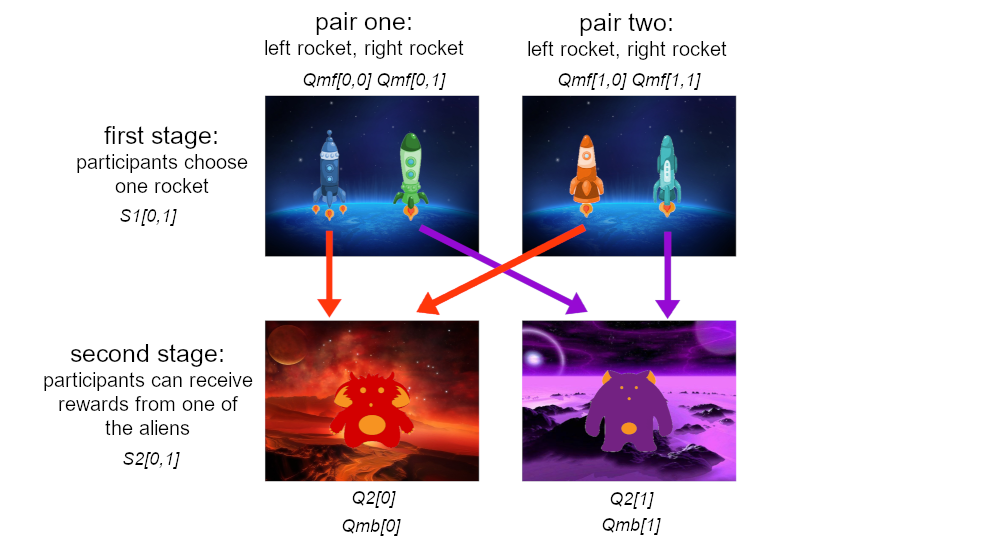 pair one:
left rocket, right rocket
Qmf[0,0] Qmf[0,1]
pair two:
left rocket, right rocket
Qmf[1,0] Qmf[1,1]
first stage:
participants choose
one rocket
S1[0,1]
second stage:
participants can receive
rewards from one of
the aliens
S2[0,1]
Q2[0]
Qmb[0]
Q2[1]
Qmb[1]